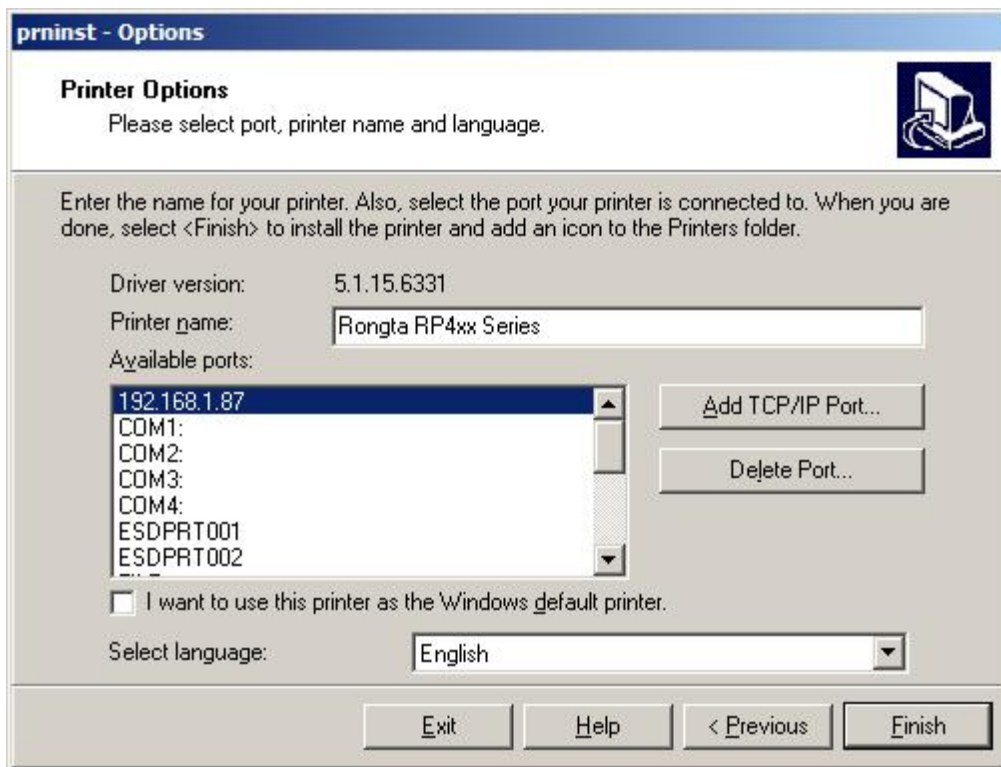 prninst - Options
Printer Options
Please select port, printer name and language.
Enter the name for your printer. Also, select the port your printer is connected to. When you are
done, select <Finish> to install the printer and add an icon to the Printers folder.
Driver version: 5.1.15.6331
Printer name: Rongta RP4xx Series
Available ports:
192.168.1.87
COM1:
COM2:
COM3:
COM4:
ESDPRT001
ESDPRT002
Add TCP/IP Port...
Delete Port...
I want to use this printer as the Windows default printer.
Select language: English
Exit Help < Previous Finish